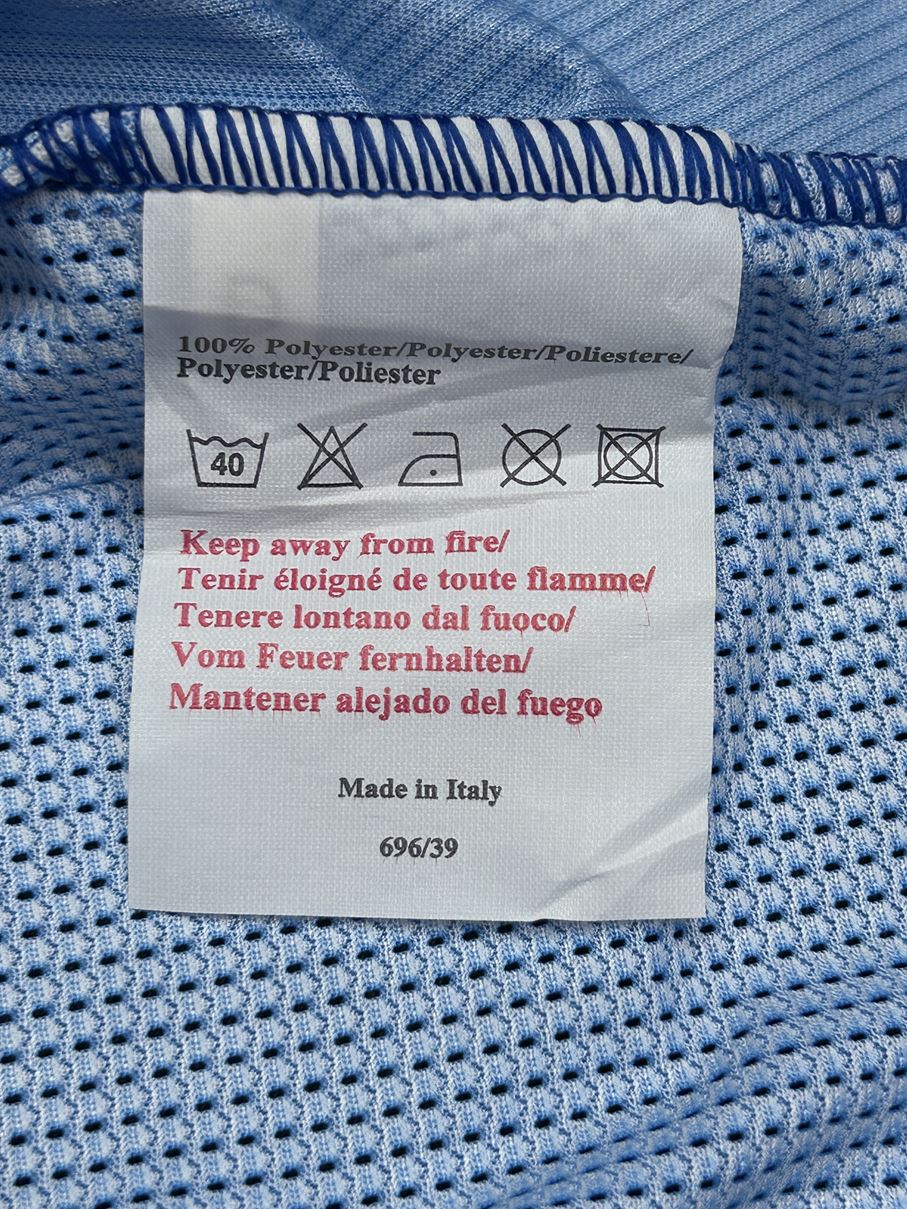 100% Polyester/Polyester/Poliestere/
Polyester/Poliester
40
Keep away from fire/
Tenir éloigné de toute flamme/
Tenere lontano dal fuoco/
Vom Feuer fernhalten/
Mantener alejado del fuego
Made in Italy
696/39